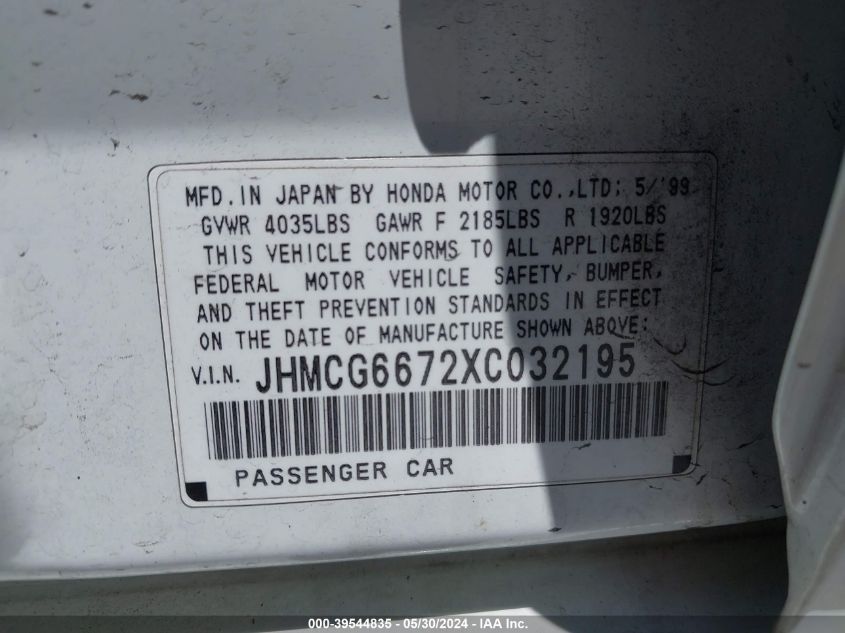 MFD. IN JAPAN BY HONDA MOTOR CO., LTD: 5/'99
GVWR 4035LBS GAWR F 2185LBS R 1920LBS
THIS VEHICLE CONFORMS TO ALL APPLICABLE
FEDERAL MOTOR VEHICLE SAFETY, BUMPER,
AND THEFT PREVENTION STANDARDS IN EFFECT
ON THE DATE OF MANUFACTURE SHOWN ABOVE:
V.I.N. JHMCG6672XC032195
PASSENGER CAR
000-39544835 - 05/30/2024 - IAA Inc.